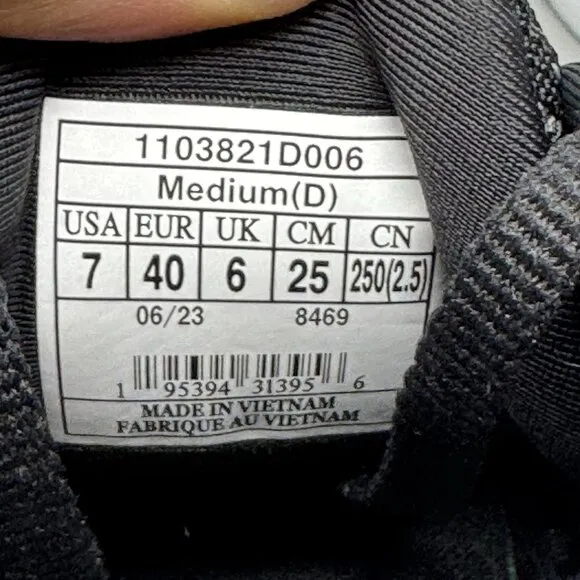 1103821D006
Medium(D)
USA EUR UK CM CN
7 40 6 25 250(2.5)
06/23 8469
1 95394 31395 6
MADE IN VIETNAM
FABRIQUE AU VIETNAM